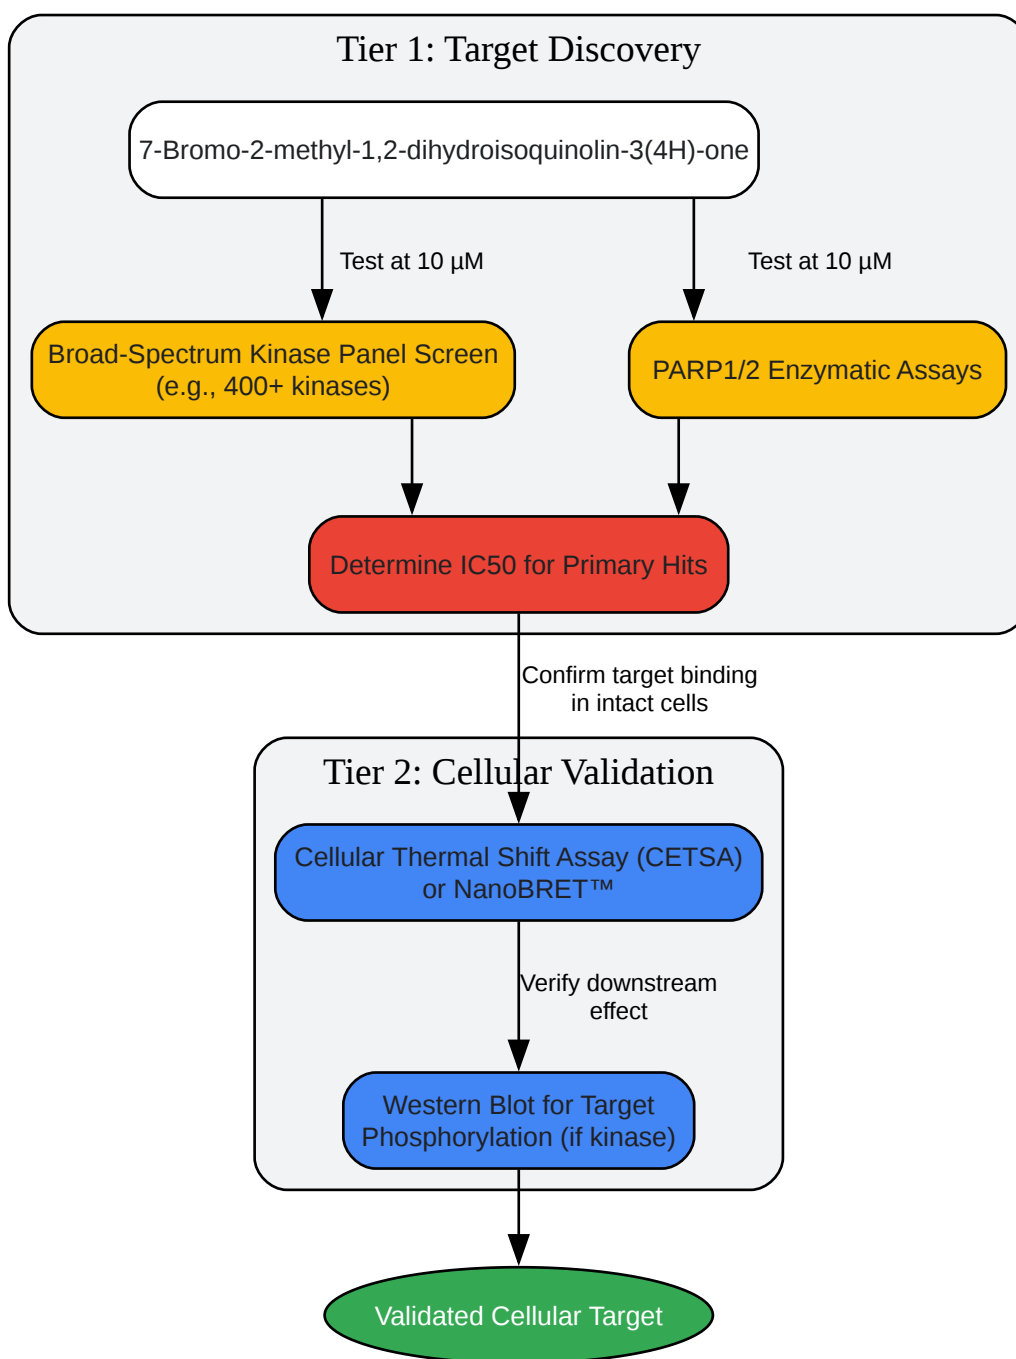 Tier 1: Target Discovery
7-Bromo-2-methyl-1,2-dihydroisoquinolin-3(4H)-one
Test at 10 µM
Test at 10 µM
Broad-Spectrum Kinase Panel Screen
(e.g., 400+ kinases)
PARP1/2 Enzymatic Assays
Determine IC50 for Primary Hits
Confirm target binding
in intact cells
Tier 2: Cellular Validation
Cellular Thermal Shift Assay (CETSA)
or NanoBRET™
Verify downstream
effect
Western Blot for Target
Phosphorylation (if kinase)
Validated Cellular Target